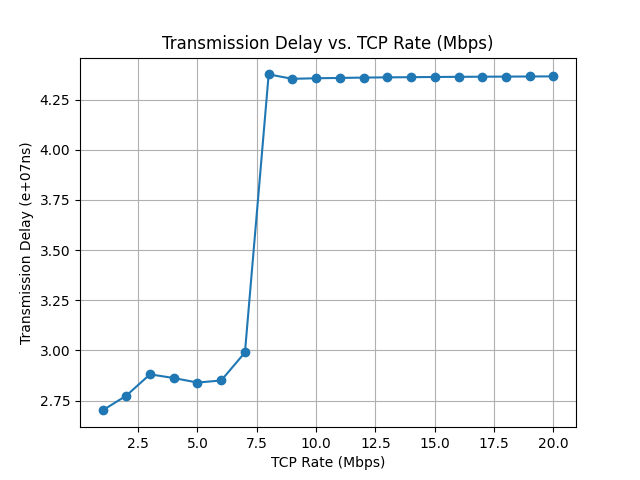 Transmission Delay vs. TCP Rate (Mbps)
Transmission Delay (e+07ns)
4.25
4.00
3.75
3.50
3.25
3.00
2.75
2.5 5.0 7.5 10.0 12.5 15.0 17.5 20.0
TCP Rate (Mbps)